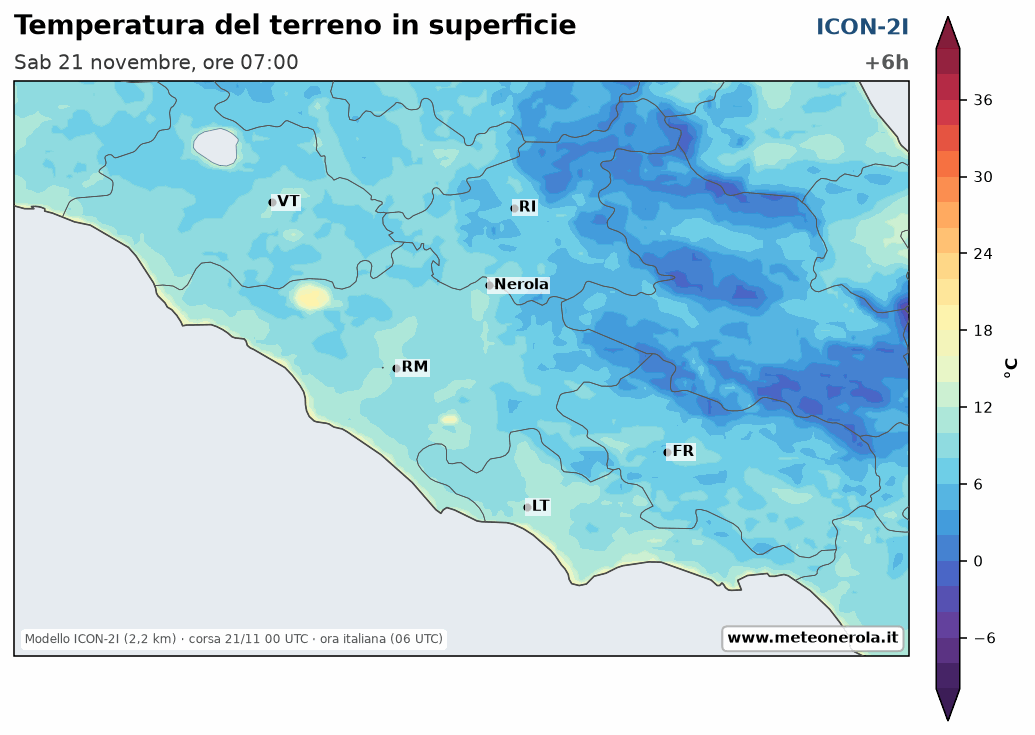 Temperatura del terreno in superficie
ICON-2I
Sab 21 novembre, ore 07:00
+6h
VT
RI
Nerola
RM
FR
LT
36
30
24
18
12
6
0
−6
°C
Modello ICON-2I (2,2 km) · corsa 21/11 00 UTC · ora italiana (06 UTC)
www.meteonerola.it